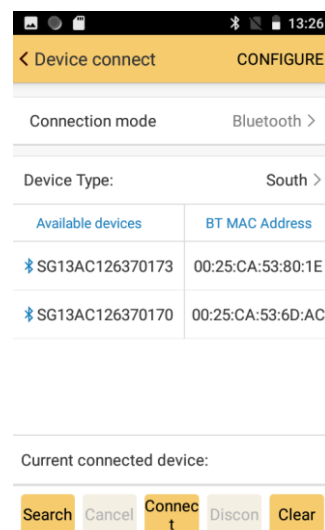 13:26
Device connect CONFIGURE
Connection mode Bluetooth >
Device Type: South >
Available devices BT MAC Address
SG13AC126370173 00:25:CA:53:80:1E
SG13AC126370170 00:25:CA:53:6D:AC
Current connected device:
Search Cancel Connec Discon Clear
t